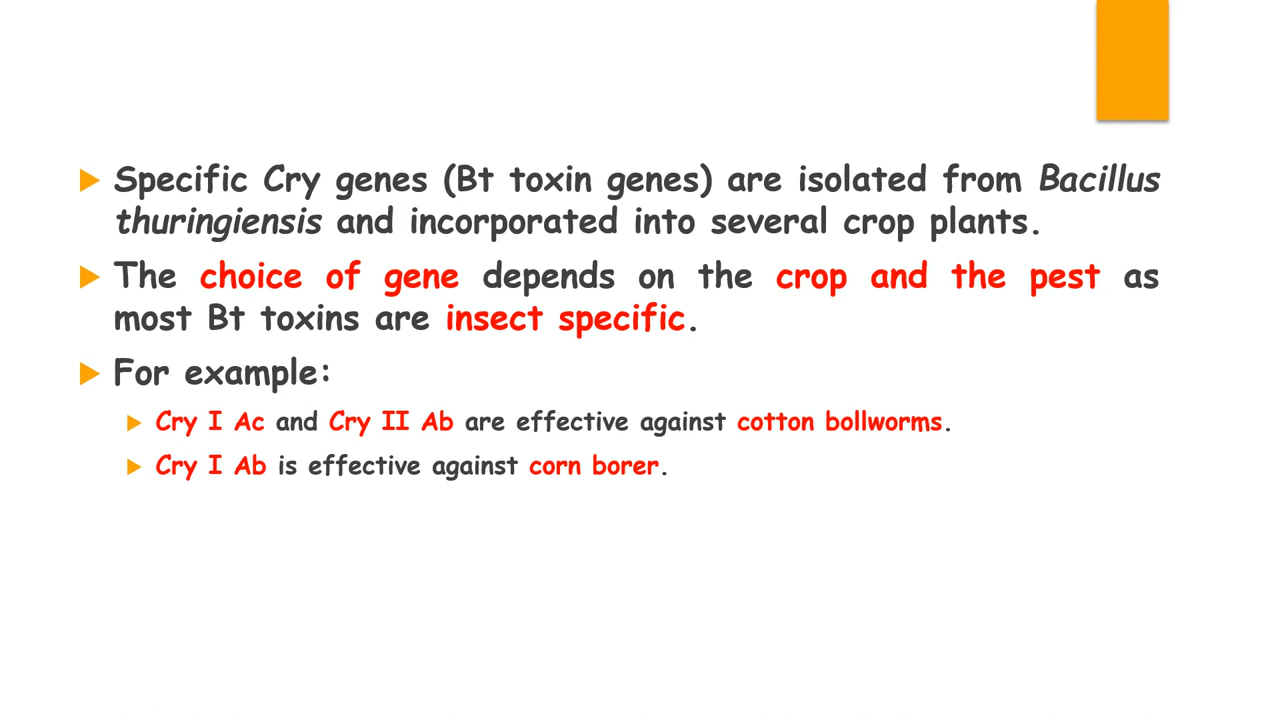 Specific Cry genes (Bt toxin genes) are isolated from Bacillus
thuringiensis and incorporated into several crop plants.
The choice of gene depends on the crop and the pest as
most Bt toxins are insect specific.
For example:
Cry I Ac and Cry II Ab are effective against cotton bollworms.
Cry I Ab is effective against corn borer.